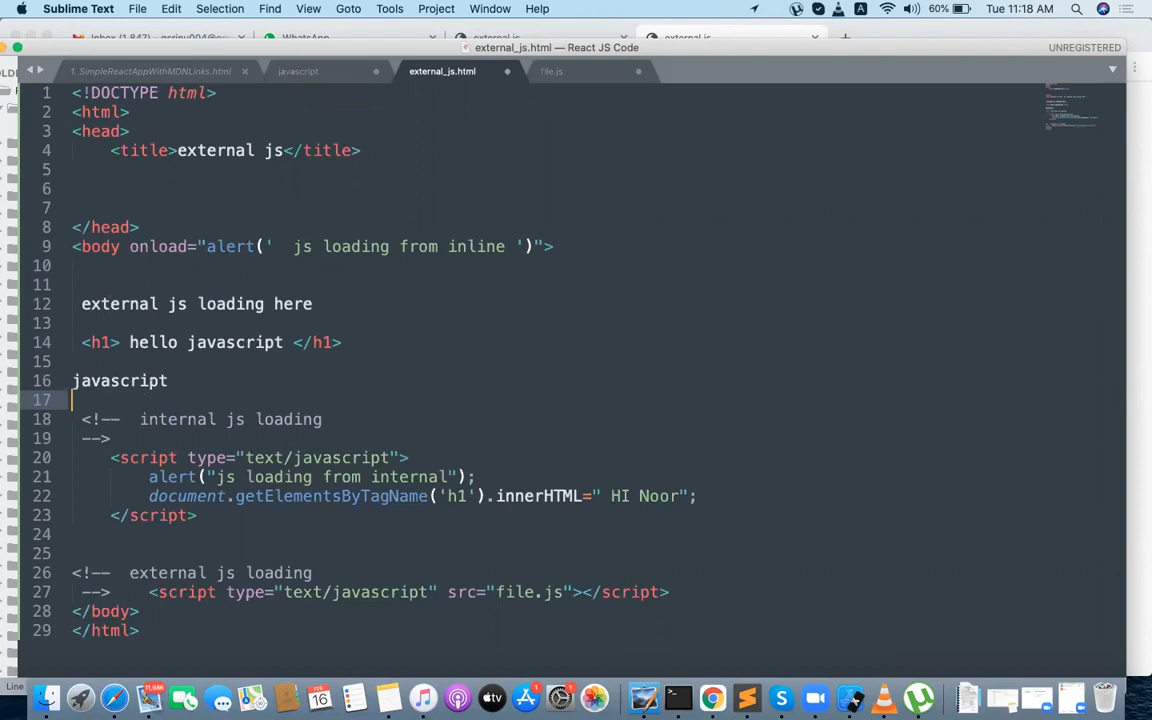 Sublime Text File Edit Selection Find View Goto Tools Project Window Help 60% Tue 11:18 AM
WhatsApp
external_js.html — React JS Code UNREGISTERED
1. SimpleReactAppWithMDNLinks.html javascript external_js.html file.js
1 <!DOCTYPE html>
2 <html>
3 <head>
4 <title>external js</title>
5
6
7
8 </head>
9 <body onload="alert('  js loading from inline ')">
10
11
12 external js loading here
13
14 <h1> hello javascript </h1>
15
16 javascript
17
18 <!--  internal js loading
19 -->
20 <script type="text/javascript">
21 alert("js loading from internal");
22 document.getElementsByTagName('h1').innerHTML=" HI Noor";
23 </script>
24
25
26 <!--  external js loading
27 -->    <script type="text/javascript" src="file.js"></script>
28 </body>
29 </html>
Line